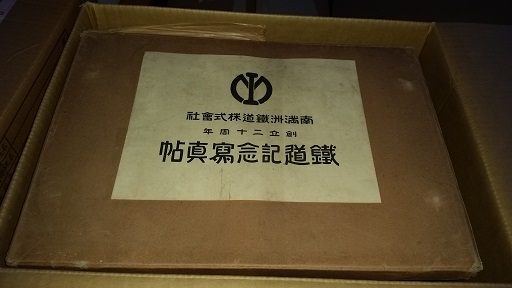 南滿洲鐵道株式會社
創立二十周年
鐵道記念寫眞帖